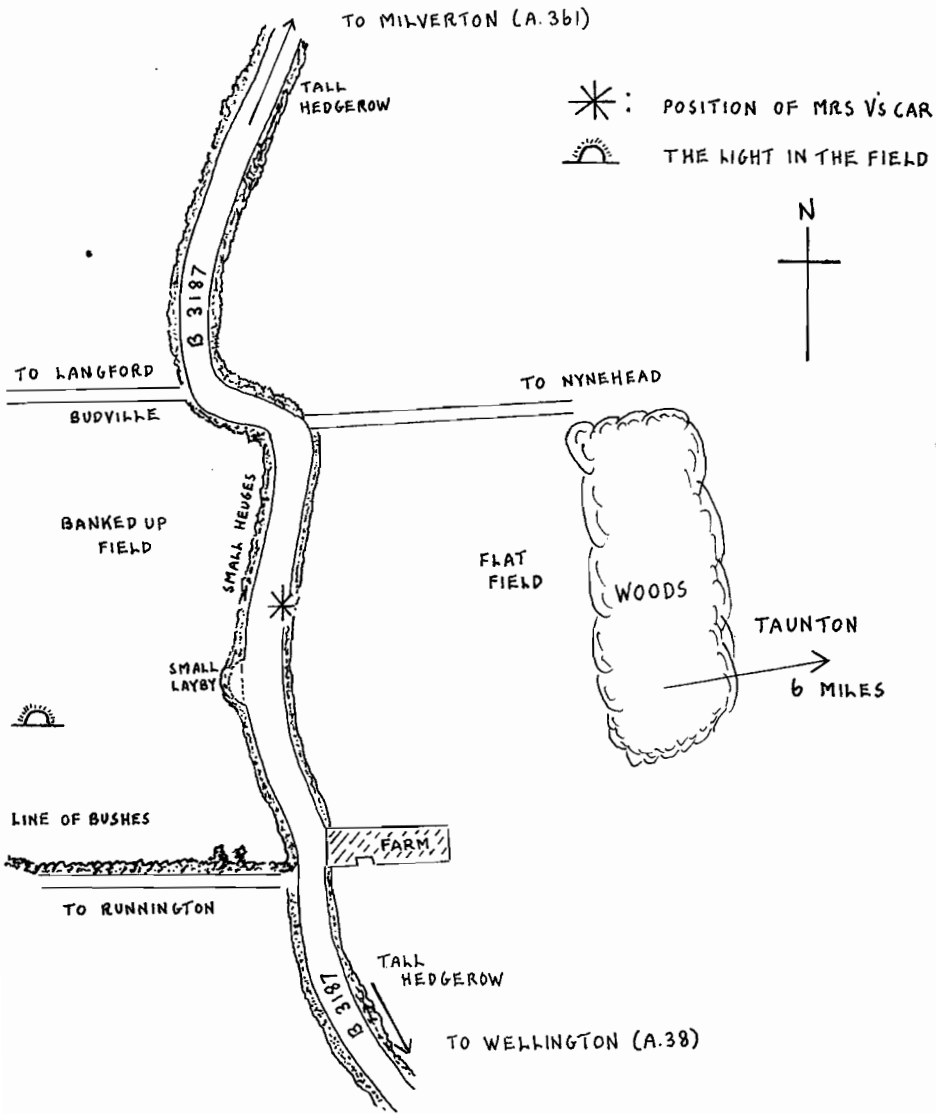 TO MILVERTON (A.361)
TALL
HEDGEROW
: POSITION OF MRS V'S CAR
THE LIGHT IN THE FIELD
N
B 3187
TO LANGFORD
BUDVILLE
TO NYNEHEAD
SMALL HEDGES
BANKED UP
FIELD
FLAT
FIELD
WOODS
TAUNTON
6 MILES
SMALL
LAYBY
LINE OF BUSHES
FARM
TO RUNNINGTON
TALL
HEDGEROW
B 3187
TO WELLINGTON (A.38)